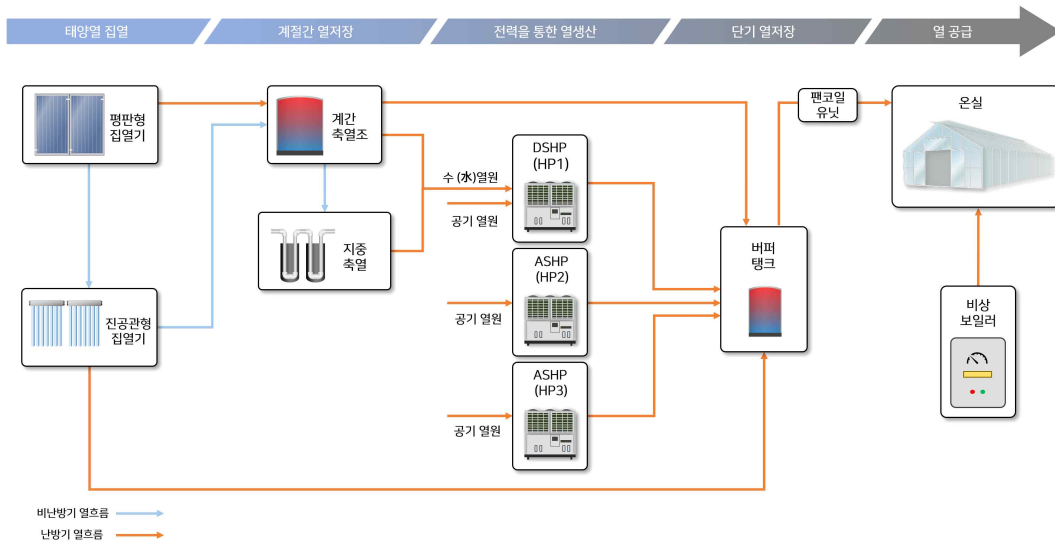 태양열 집열
계절간 열저장
전력을 통한 열생산
단기 열저장
열 공급
평판형
집열기
계간
축열조
팬코일
유닛
온실
DSHP
(HP1)
수 (水)열원
공기 열원
지중
축열
버퍼
탱크
ASHP
(HP2)
공기 열원
진공관형
집열기
비상
보일러
ASHP
(HP3)
공기 열원
비난방기 열흐름
난방기 열흐름